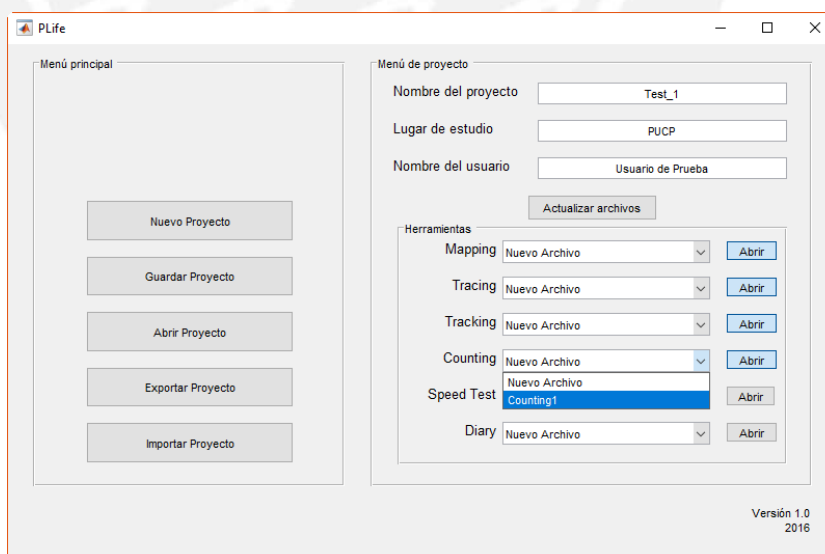 PLife
Menú principal
Nuevo Proyecto
Guardar Proyecto
Abrir Proyecto
Exportar Proyecto
Importar Proyecto
Menú de proyecto
Nombre del proyecto Test_1
Lugar de estudio PUCP
Nombre del usuario Usuario de Prueba
Actualizar archivos
Herramientas
Mapping Nuevo Archivo Abrir
Tracing Nuevo Archivo Abrir
Tracking Nuevo Archivo Abrir
Counting Nuevo Archivo Abrir
Nuevo Archivo
Speed Test Counting1 Abrir
Diary Nuevo Archivo Abrir
Versión 1.0
2016